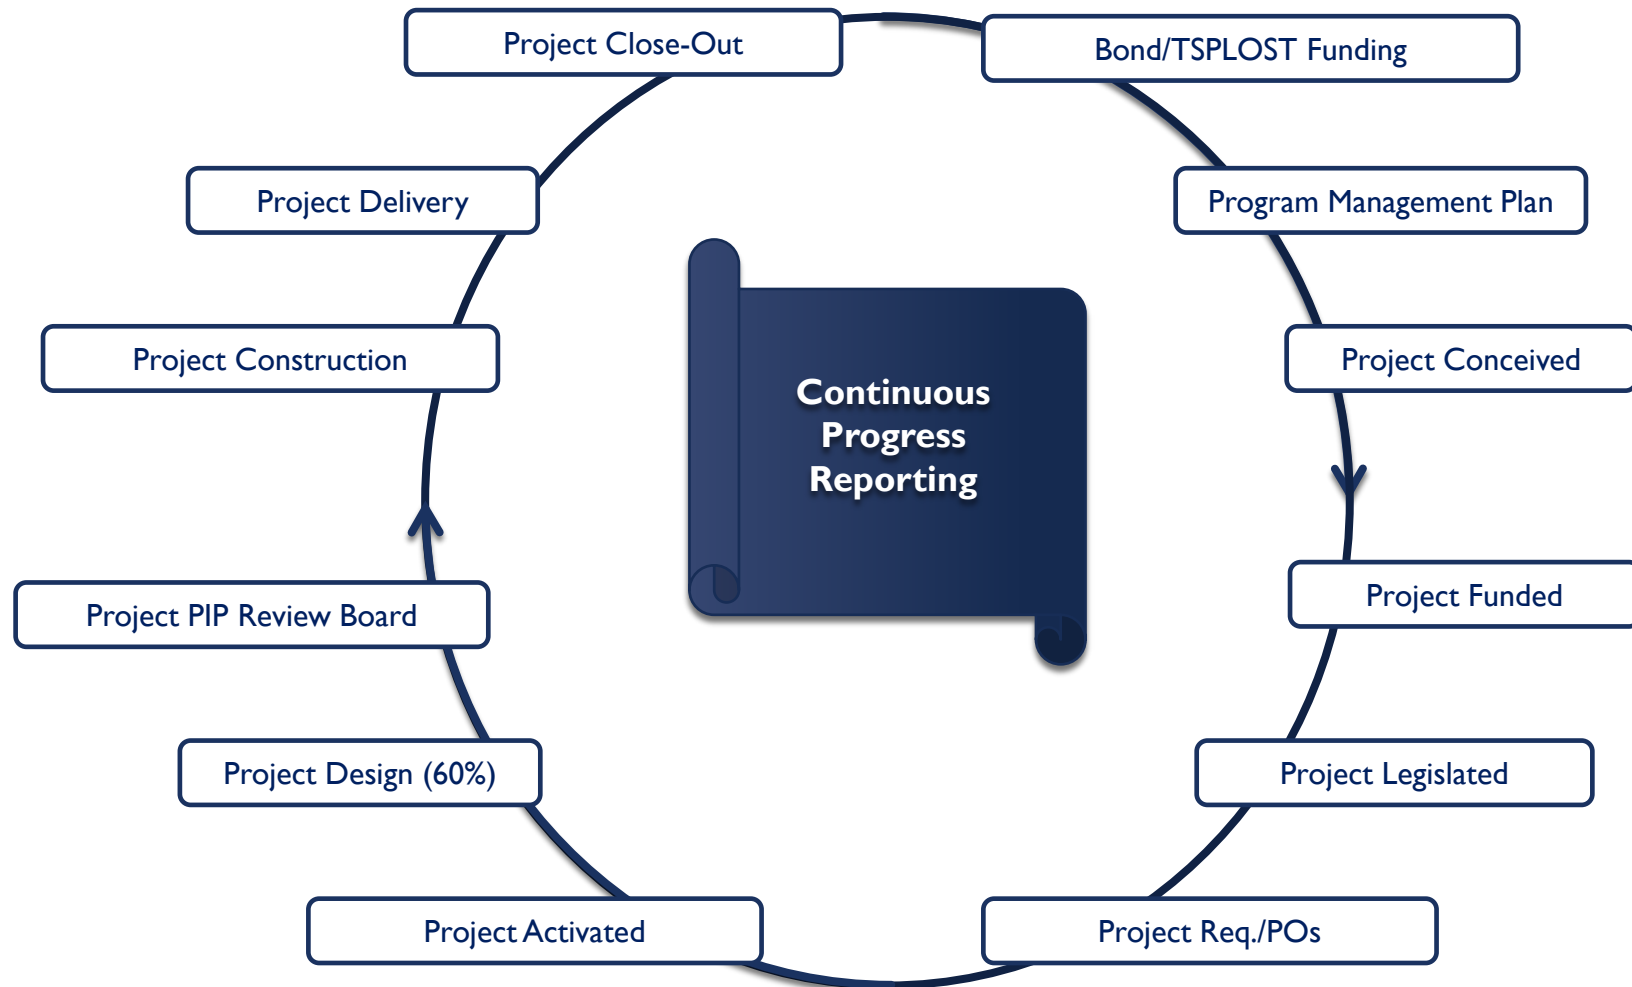 Project Close-Out
Bond/TSPLOST Funding
Project Delivery
Program Management Plan
Project Construction
Project Conceived
Continuous
Progress
Reporting
Project PIP Review Board
Project Funded
Project Design (60%)
Project Legislated
Project Activated
Project Req./POs